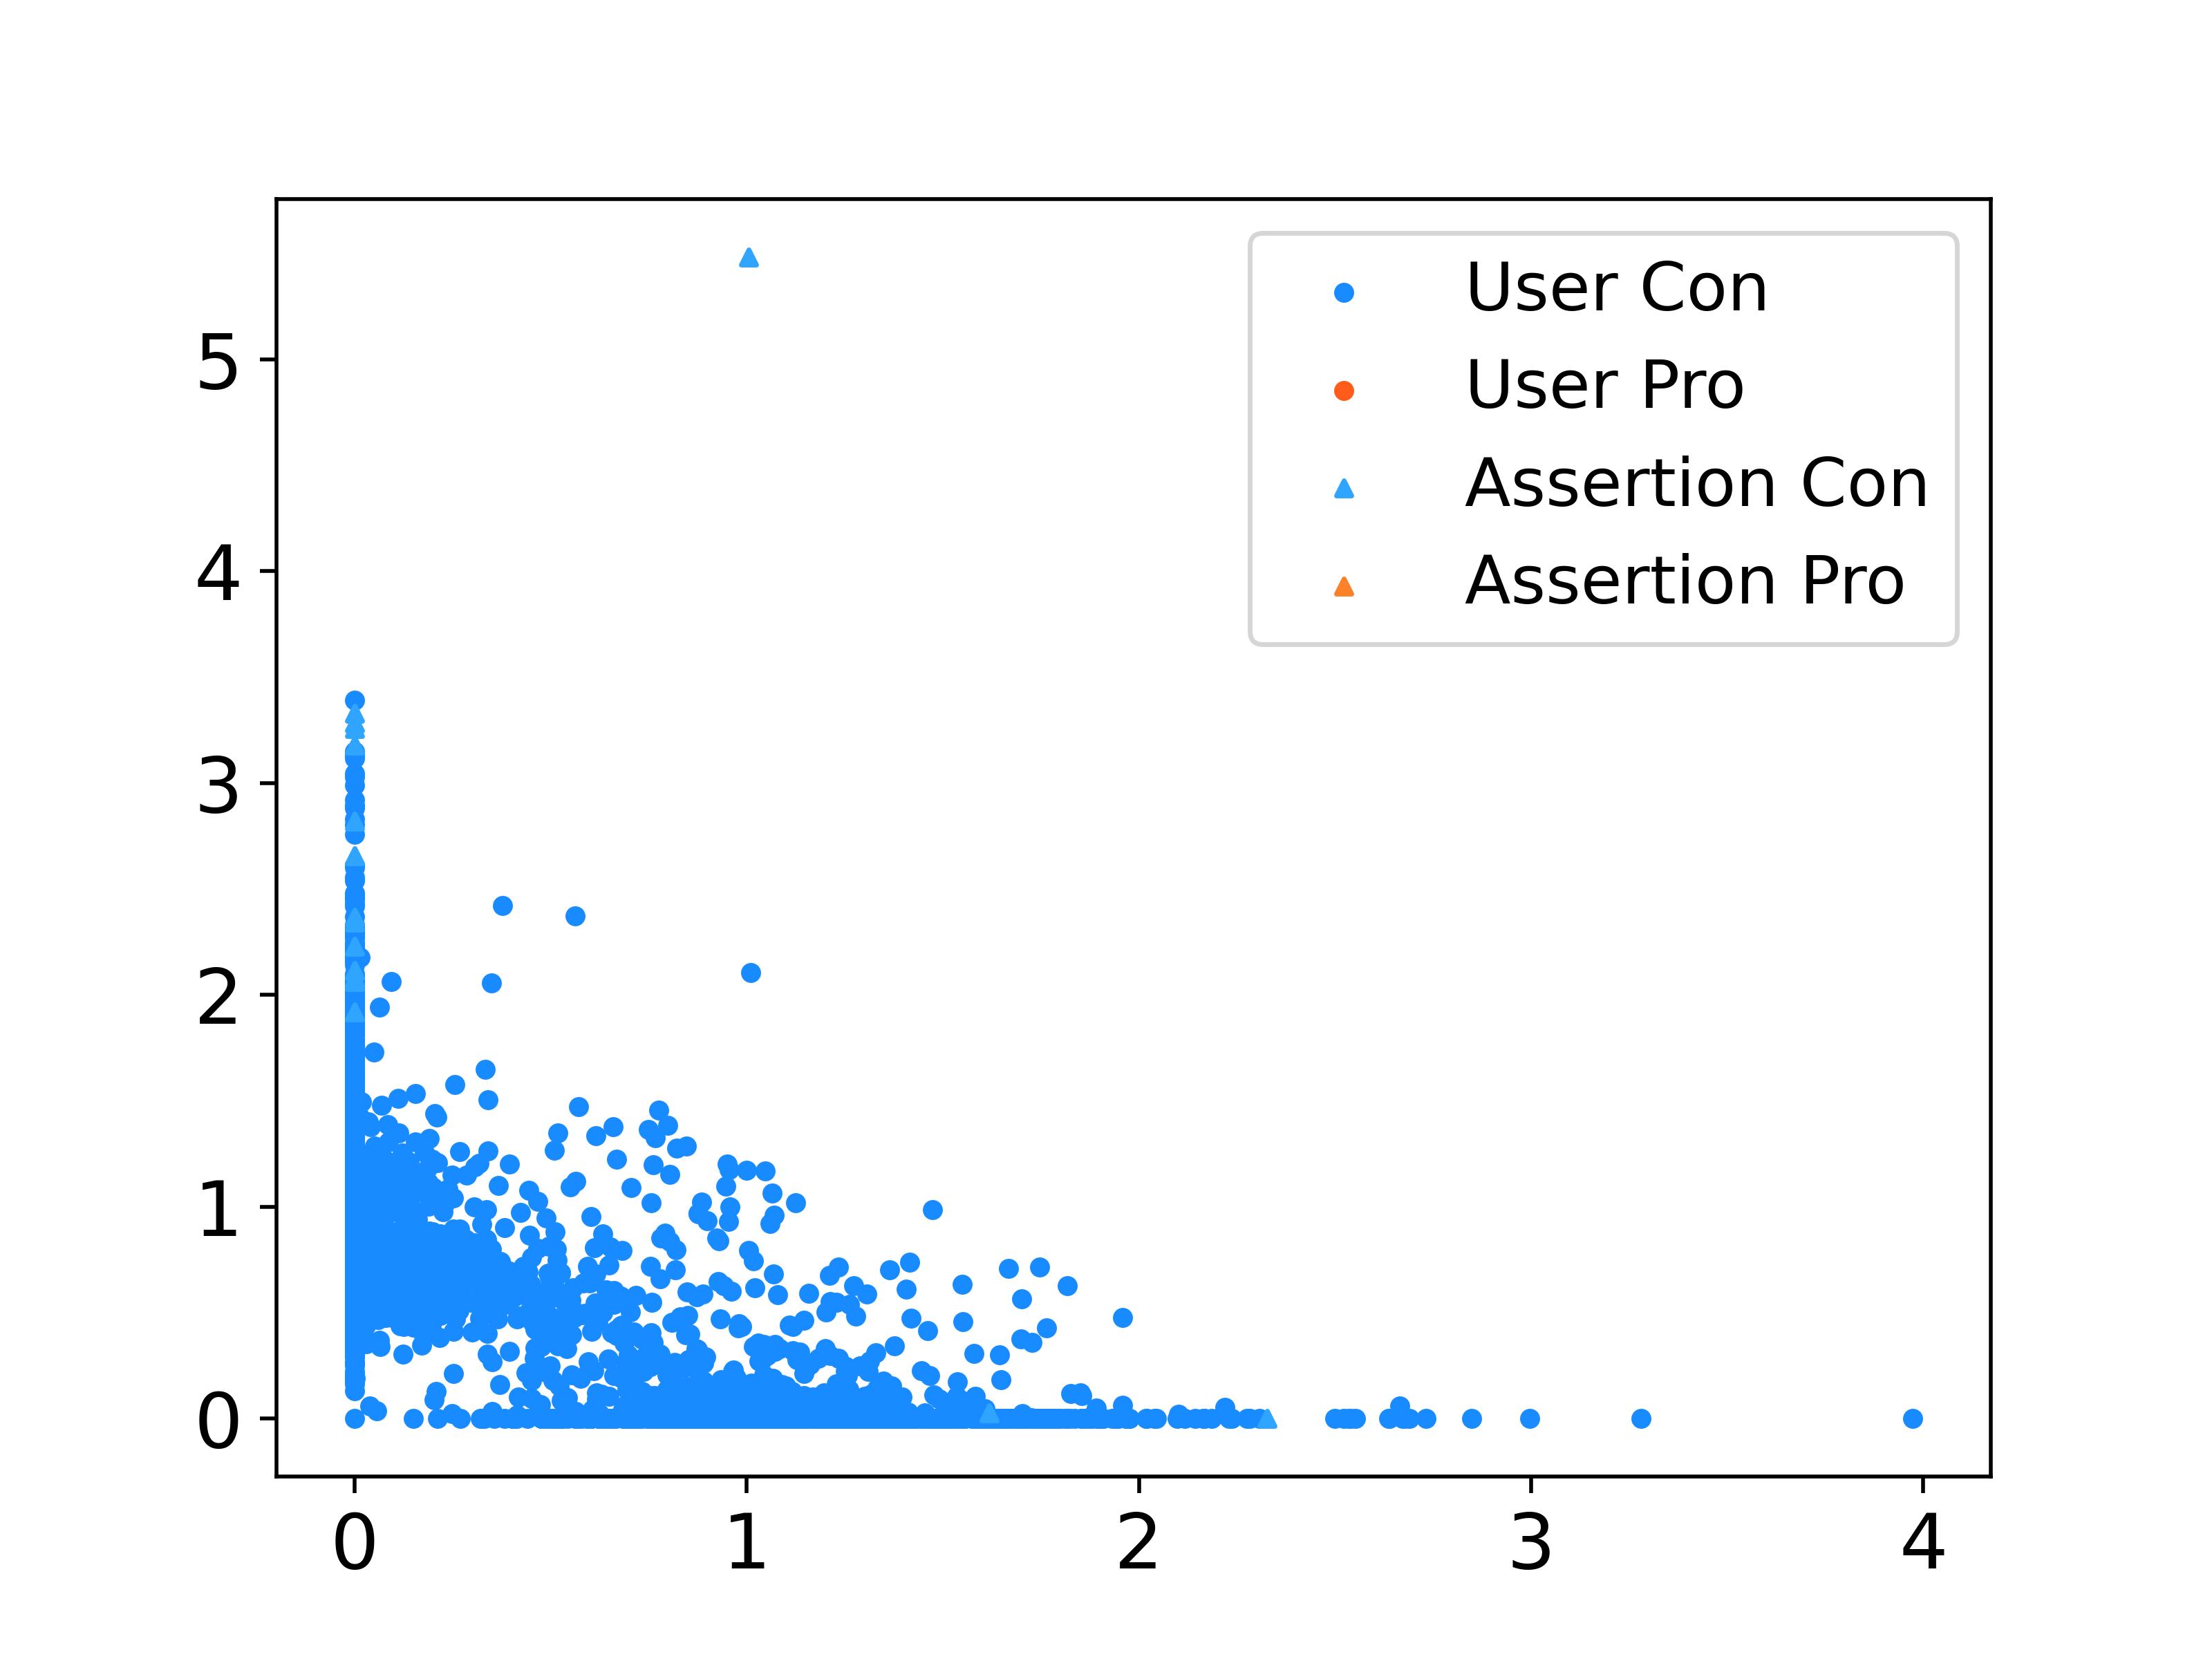 User Con
User Pro
Assertion Con
Assertion Pro
5
4
3
2
1
0
0 1 2 3 4